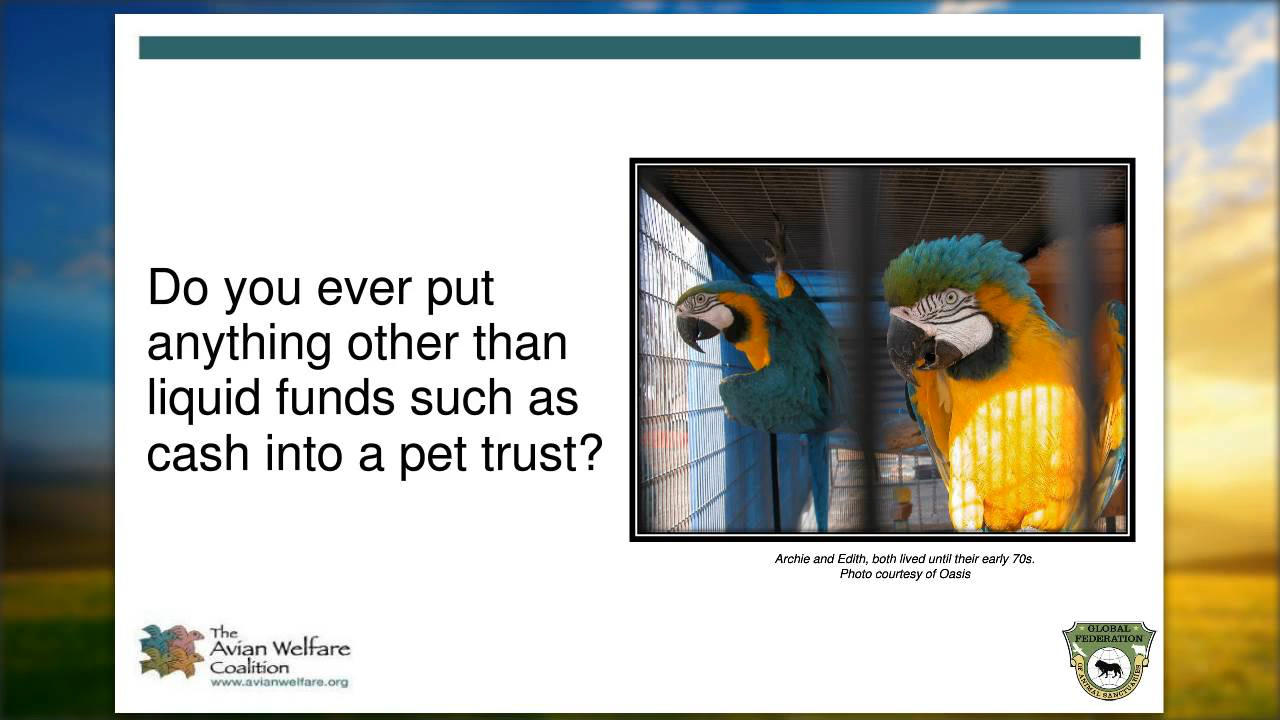 Do you ever put
anything other than
liquid funds such as
cash into a pet trust?
Archie and Edith, both lived until their early 70s.
Photo courtesy of Oasis
The
Avian Welfare
Coalition
www.avianwelfare.org
GLOBAL
FEDERATION
OF ANIMAL SANCTUARIES